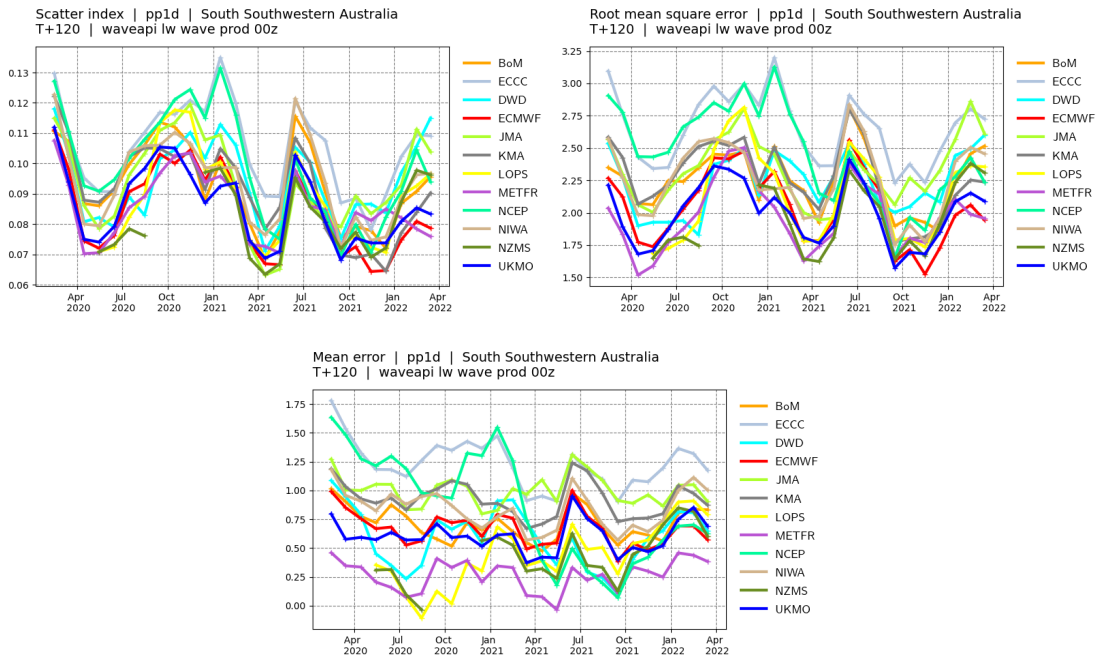 Scatter index | pp1d | South Southwestern Australia
T+120 | waveapi lw wave prod 00z
0.13
0.12
0.11
0.10
0.09
0.08
0.07
0.06
Apr 2020
Jul 2020
Oct 2020
Jan 2021
Apr 2021
Jul 2021
Oct 2021
Jan 2022
Apr 2022
BoM
ECCC
DWD
ECMWF
JMA
KMA
LOPS
METFR
NCEP
NIWA
NZMS
UKMO
Root mean square error | pp1d | South Southwestern Australia
T+120 | waveapi lw wave prod 00z
3.25
3.00
2.75
2.50
2.25
2.00
1.75
1.50
Apr 2020
Jul 2020
Oct 2020
Jan 2021
Apr 2021
Jul 2021
Oct 2021
Jan 2022
Apr 2022
BoM
ECCC
DWD
ECMWF
JMA
KMA
LOPS
METFR
NCEP
NIWA
NZMS
UKMO
Mean error | pp1d | South Southwestern Australia
T+120 | waveapi lw wave prod 00z
1.75
1.50
1.25
1.00
0.75
0.50
0.25
0.00
Apr 2020
Jul 2020
Oct 2020
Jan 2021
Apr 2021
Jul 2021
Oct 2021
Jan 2022
Apr 2022
BoM
ECCC
DWD
ECMWF
JMA
KMA
LOPS
METFR
NCEP
NIWA
NZMS
UKMO